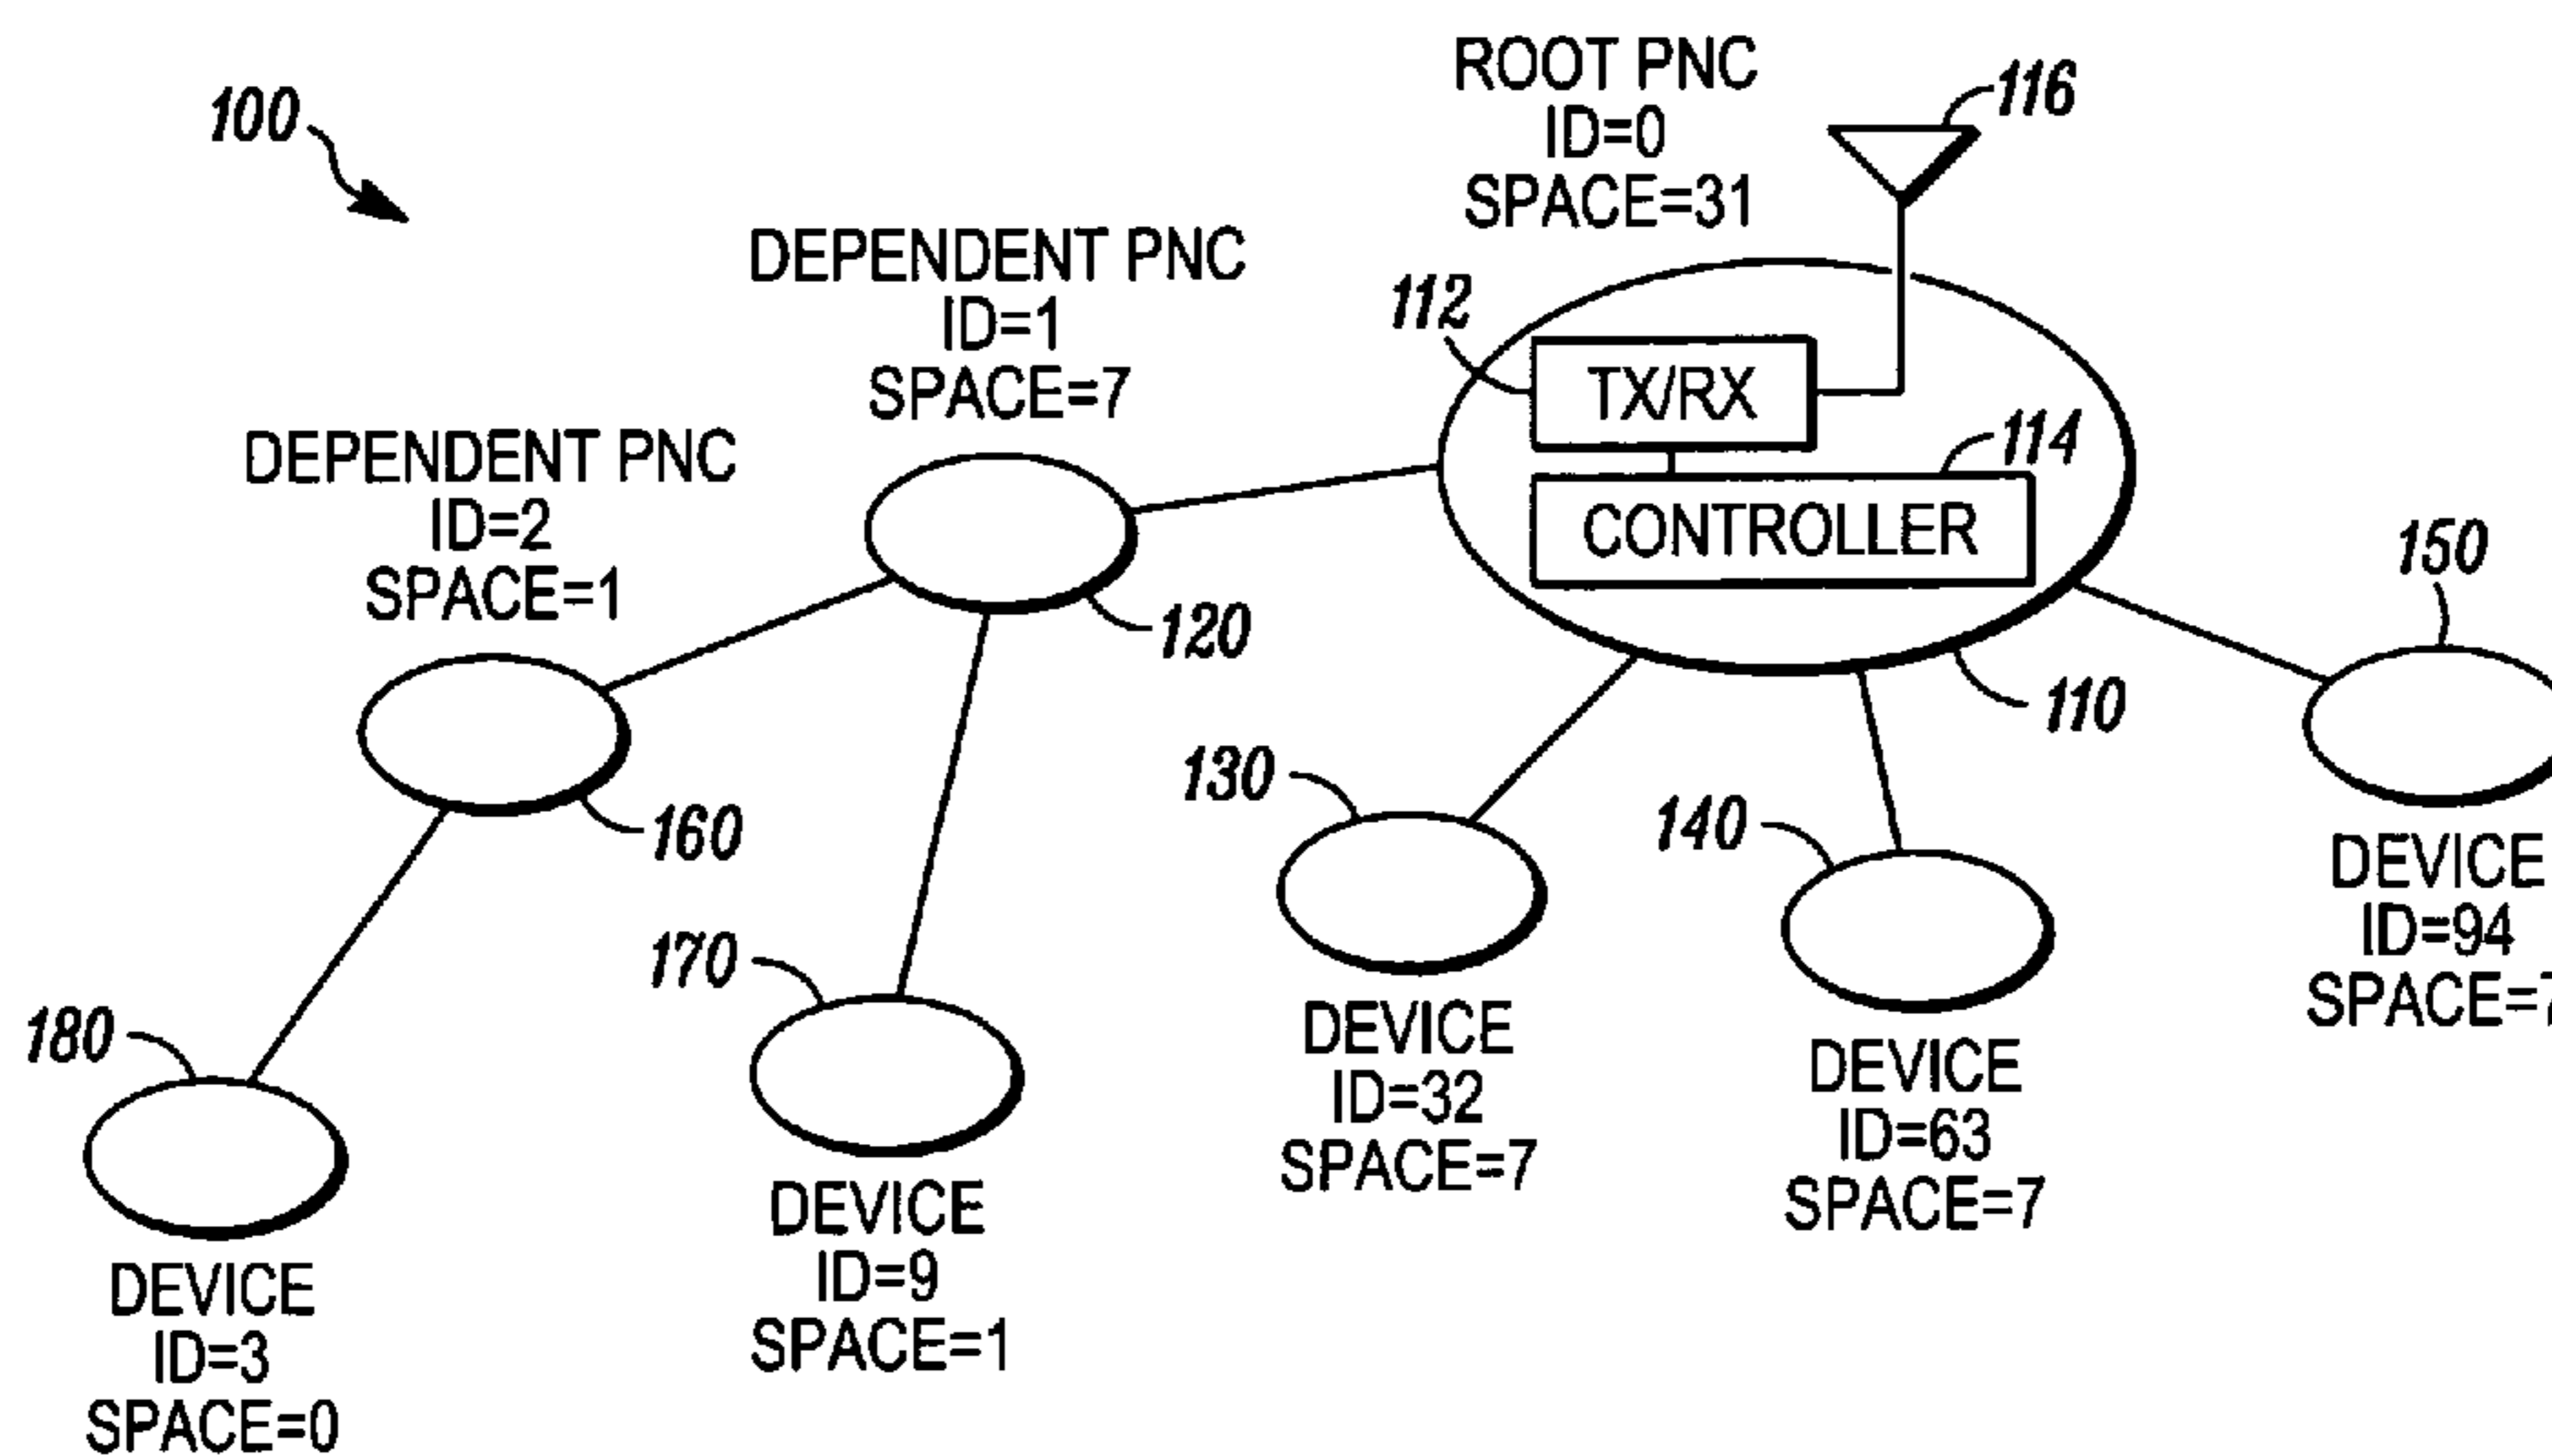 100
ROOT PNC
ID=0
SPACE=31
116
DEPENDENT PNC
ID=1
SPACE=7
112
TX/RX
114
CONTROLLER
DEPENDENT PNC
ID=2
SPACE=1
120
110
150
160
130
140
170
180
DEVICE
ID=94
SPACE=7
DEVICE
ID=32
SPACE=7
DEVICE
ID=63
SPACE=7
DEVICE
ID=9
SPACE=1
DEVICE
ID=3
SPACE=0